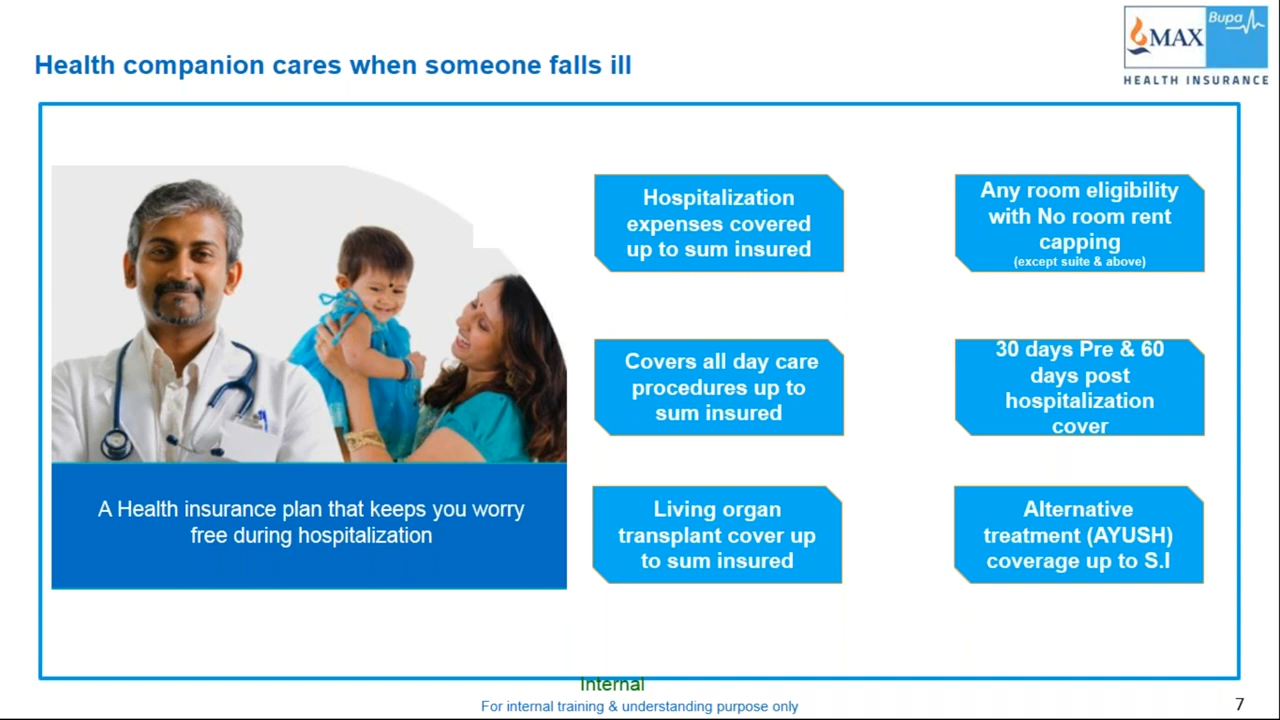 MAX
Bupa
HEALTH INSURANCE
Health companion cares when someone falls ill
A Health insurance plan that keeps you worry
free during hospitalization
Hospitalization
expenses covered
up to sum insured
Any room eligibility
with No room rent
capping
(except suite & above)
Covers all day care
procedures up to
sum insured
30 days Pre & 60
days post
hospitalization
cover
Living organ
transplant cover up
to sum insured
Alternative
treatment (AYUSH)
coverage up to S.I
Internal
For internal training & understanding purpose only
7